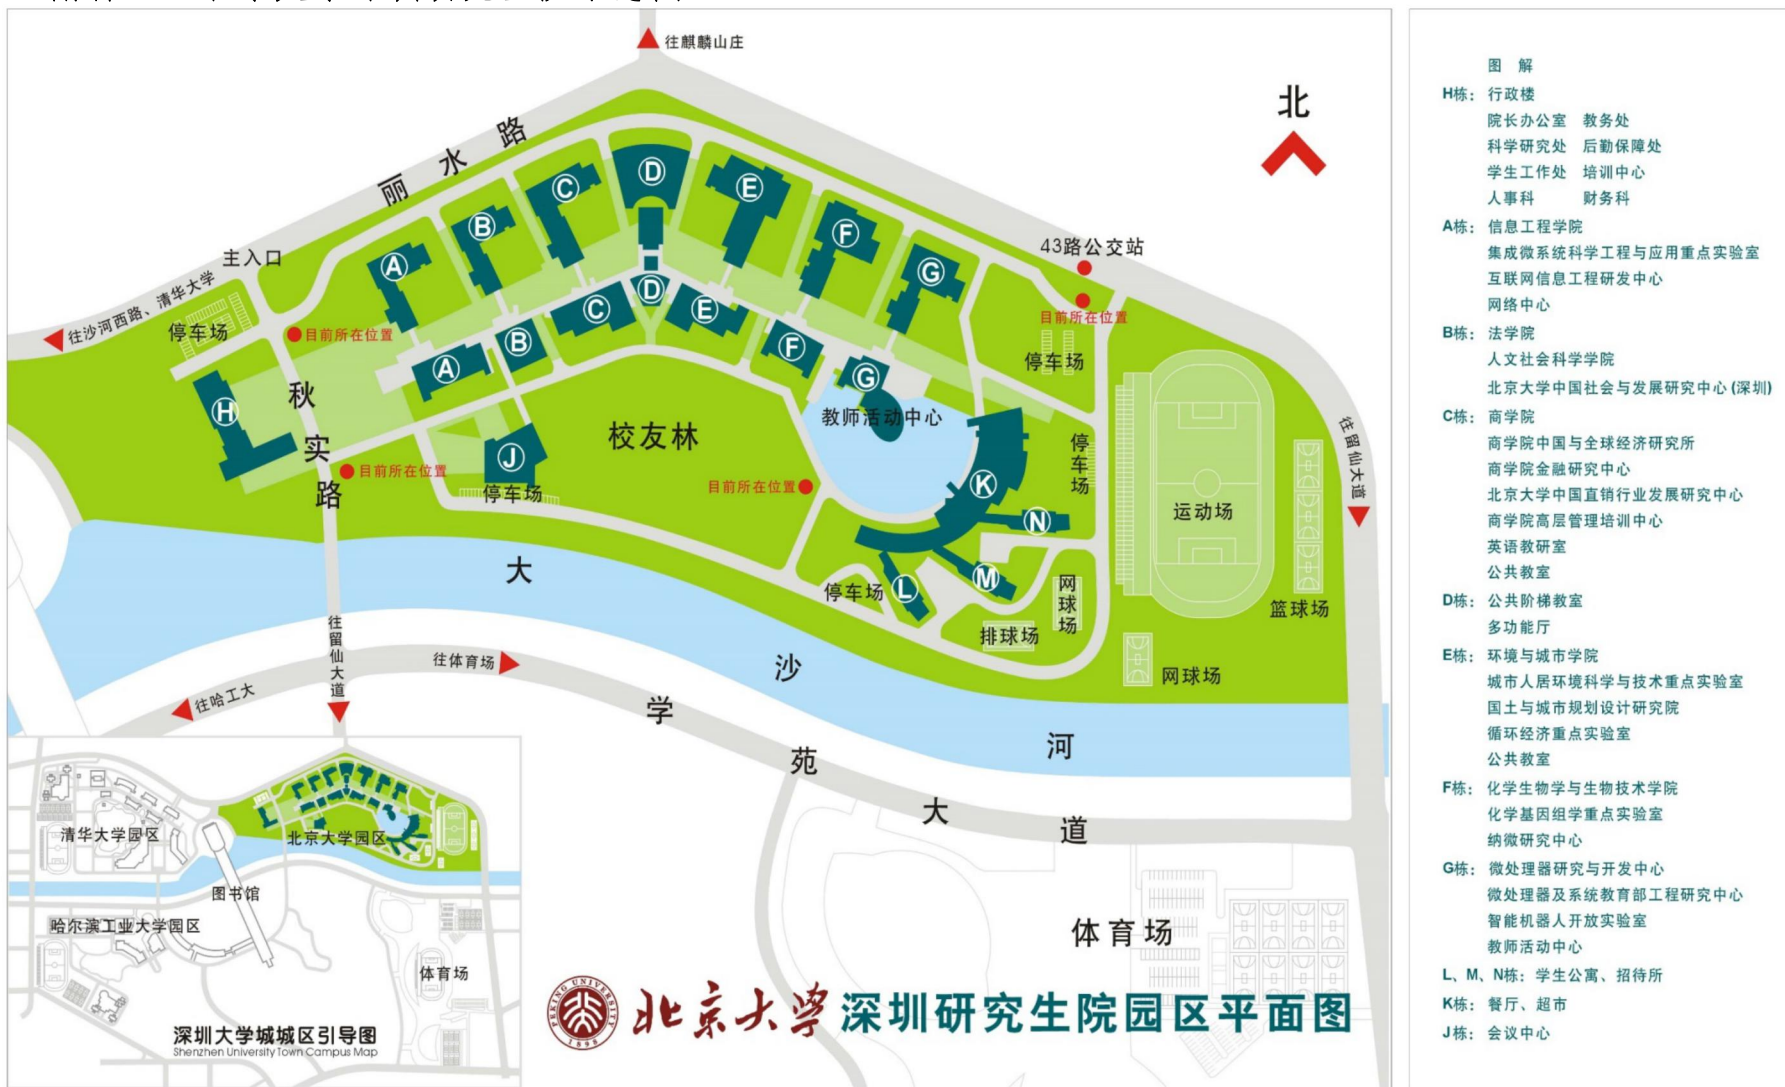 往麒麟山庄
北
丽水路
43路公交站
主入口
往沙河西路、清华大学
停车场
目前所在位置
目前所在位置
停车场
A
B
C
D
E
F
G
A
B
C
D
E
F
G
H
秋实路
教师活动中心
校友林
J
停车场
目前所在位置
目前所在位置
K
N
M
L
停车场
停车场
运动场
往留仙大道
网球场
排球场
篮球场
网球场
大沙河
往留仙大道
往体育场
往哈工大
学苑大道
体育场
清华大学园区
北京大学园区
图书馆
哈尔滨工业大学园区
体育场
深圳大学城城区引导图
Shenzhen University Town Campus Map
PEKING UNIVERSITY
1898
北京大学深圳研究生院园区平面图
图 解
H栋：行政楼
院长办公室 教务处
科学研究处 后勤保障处
学生工作处 培训中心
人事科 财务科
A栋：信息工程学院
集成微系统科学工程与应用重点实验室
互联网信息工程研发中心
网络中心
B栋：法学院
人文社会科学学院
北京大学中国社会与发展研究中心(深圳)
C栋：商学院
商学院中国与全球经济研究所
商学院金融研究中心
北京大学中国直销行业发展研究中心
商学院高层管理培训中心
英语教研室
公共教室
D栋：公共阶梯教室
多功能厅
E栋：环境与城市学院
城市人居环境科学与技术重点实验室
国土与城市规划设计研究院
循环经济重点实验室
公共教室
F栋：化学生物学与生物技术学院
化学基因组学重点实验室
纳微研究中心
G栋：微处理器研究与开发中心
微处理器及系统教育部工程研究中心
智能机器人开放实验室
教师活动中心
L、M、N栋：学生公寓、招待所
K栋：餐厅、超市
J栋：会议中心